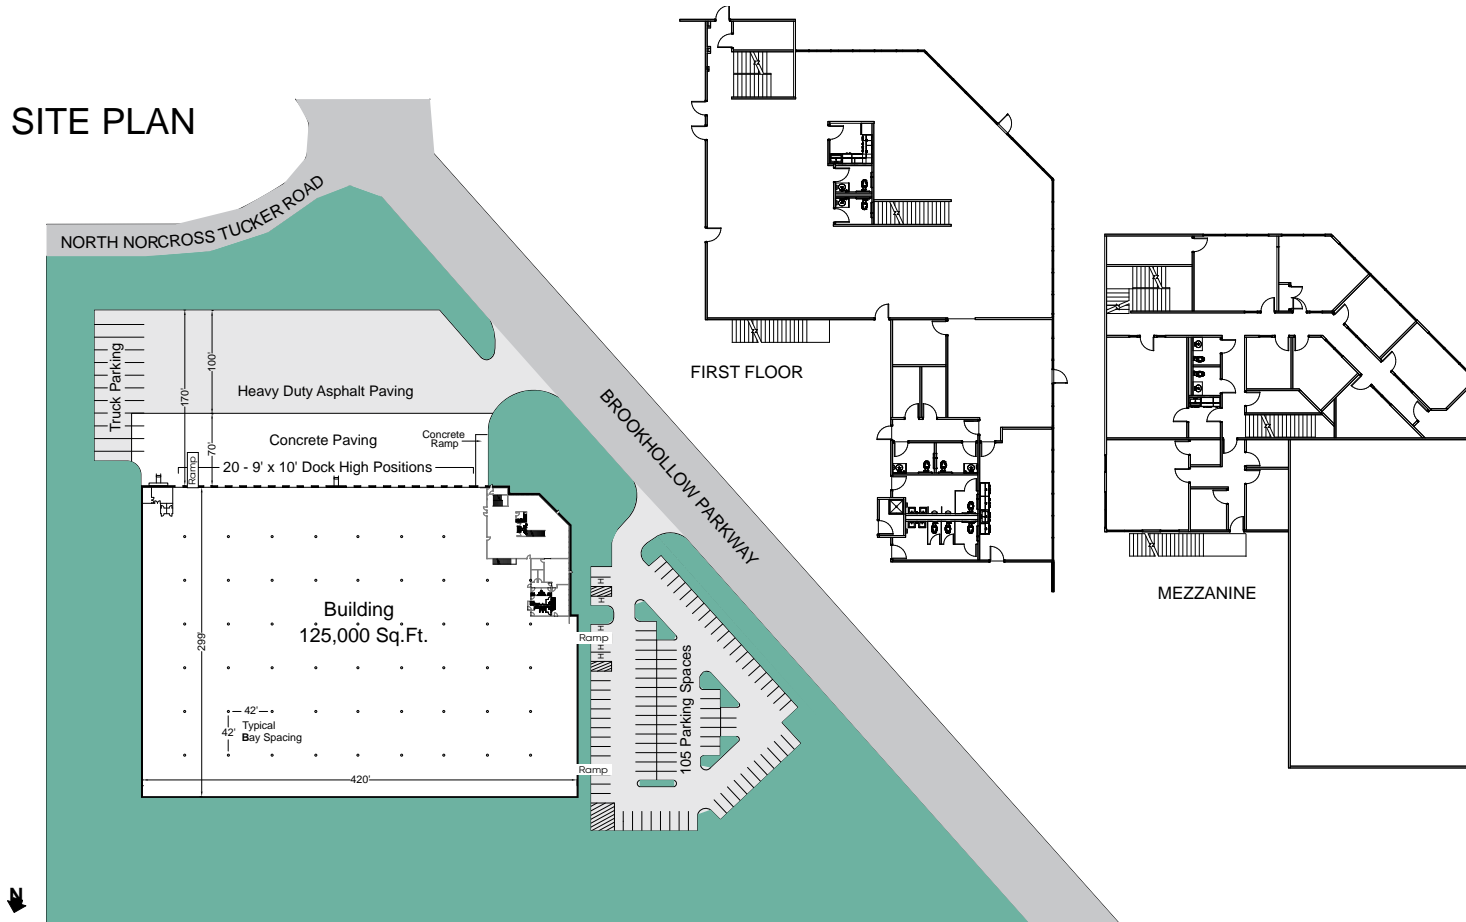 SITE PLAN
NORTH NORCROSS TUCKER ROAD
BROOKHOLLOW PARKWAY
Truck Parking
170'
100'
Heavy Duty Asphalt Paving
70'
Concrete Paving
Concrete
Ramp
Ramp
20 - 9' x 10' Dock High Positions
Building
125,000 Sq.Ft.
299'
42'
42'
Typical
Bay Spacing
420'
Ramp
Ramp
H
H
H
H
105 Parking Spaces
FIRST FLOOR
MEZZANINE
N